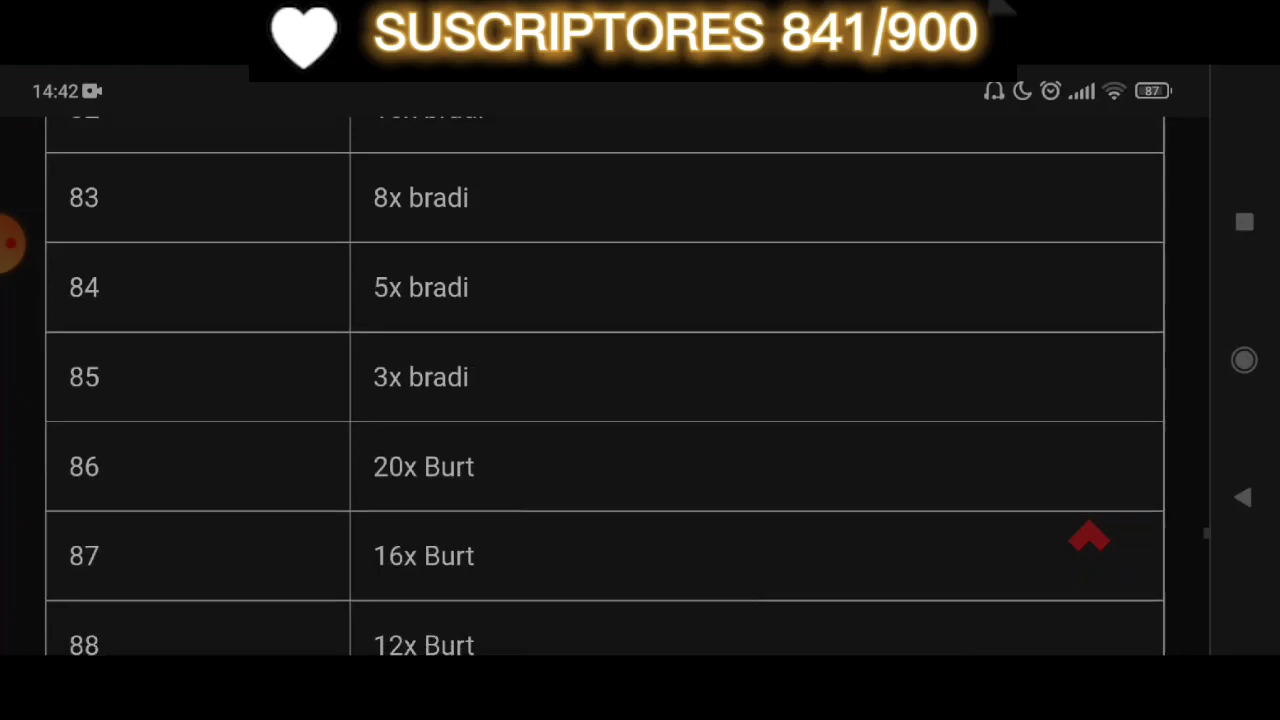 SUSCRIPTORES 841/900
14:42 87
83 8x bradi
84 5x bradi
85 3x bradi
86 20x Burt
87 16x Burt
88 12x Burt